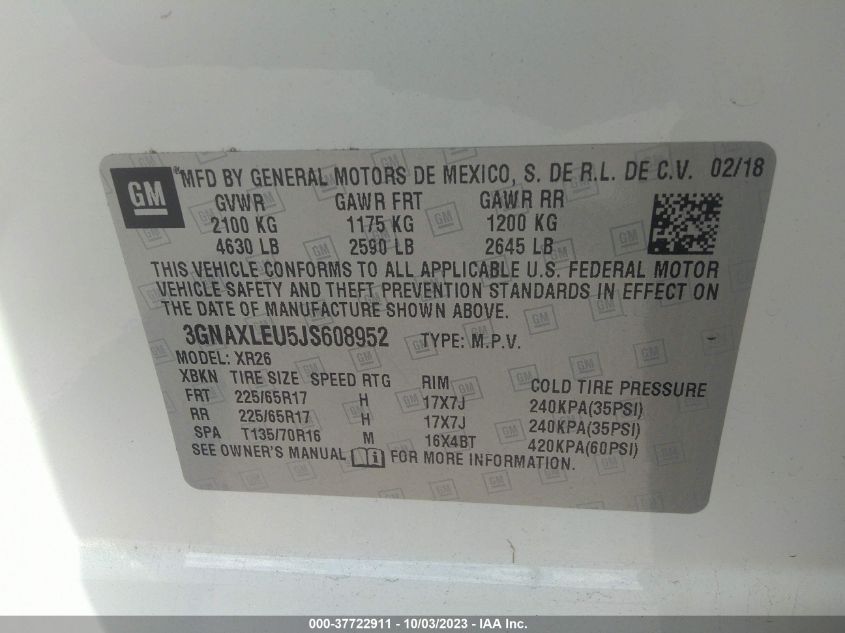 GM MFD BY GENERAL MOTORS DE MEXICO, S. DE R.L. DE C.V. 02/18
GVWR GAWR FRT GAWR RR
2100 KG 1175 KG 1200 KG
4630 LB 2590 LB 2645 LB
THIS VEHICLE CONFORMS TO ALL APPLICABLE U.S. FEDERAL MOTOR
VEHICLE SAFETY AND THEFT PREVENTION STANDARDS IN EFFECT ON
THE DATE OF MANUFACTURE SHOWN ABOVE.
3GNAXLEU5JS608952 TYPE: M.P.V.
MODEL: XR26
XBKN TIRE SIZE SPEED RTG RIM COLD TIRE PRESSURE
FRT 225/65R17 H 17X7J 240KPA(35PSI)
RR 225/65R17 H 17X7J 240KPA(35PSI)
SPA T135/70R16 M 16X4BT 420KPA(60PSI)
SEE OWNER'S MANUAL FOR MORE INFORMATION.
000-37722911 - 10/03/2023 - IAA Inc.